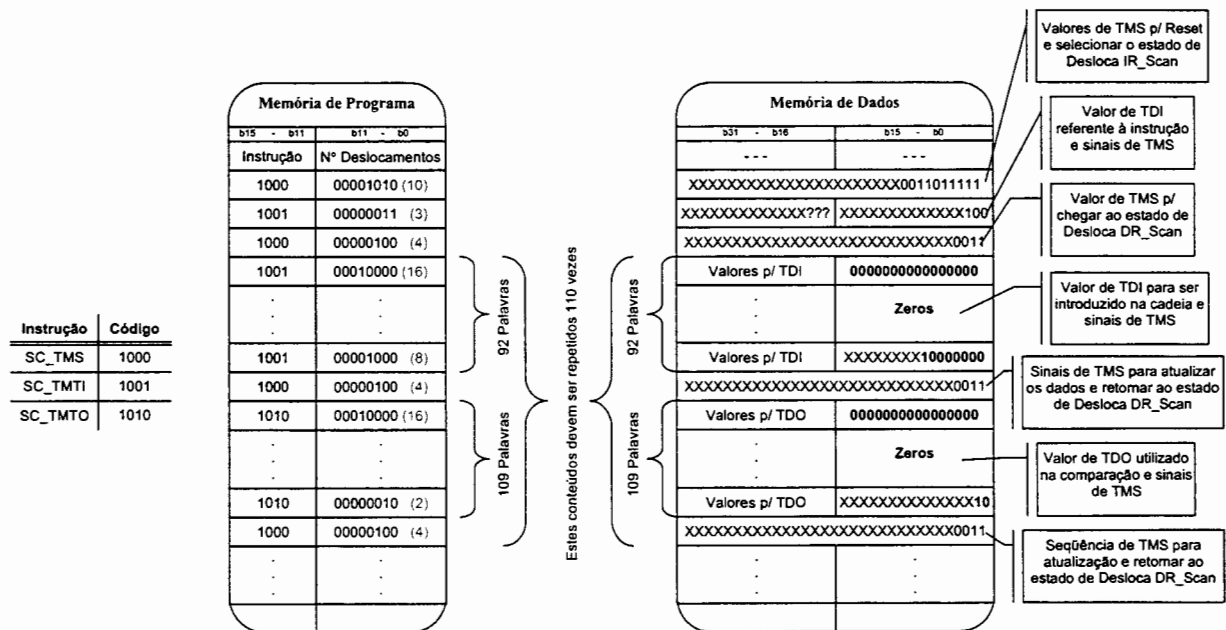 Instrução Código
SC_TMS 1000
SC_TMTI 1001
SC_TMTO 1010
Memória de Programa
b15 - b11 b11 - b0
Instrução Nº Deslocamentos
1000 00001010 (10)
1001 00000011 (3)
1000 00000100 (4)
1001 00010000 (16)
1001 00001000 (8)
1000 00000100 (4)
1010 00010000 (16)
1010 00000010 (2)
1000 00000100 (4)
92 Palavras
109 Palavras
Estes conteúdos devem ser repetidos 110 vezes
92 Palavras
109 Palavras
Memória de Dados
b31 - b16 b15 - b0
--- ---
XXXXXXXXXXXXXXXXXXXXXX0011011111
XXXXXXXXXXXXX??? XXXXXXXXXXXXX100
XXXXXXXXXXXXXXXXXXXXXXXXXXXX0011
Valores p/ TDI 0000000000000000
Zeros
Valores p/ TDI XXXXXXXX10000000
XXXXXXXXXXXXXXXXXXXXXXXXXXXX0011
Valores p/ TDO 0000000000000000
Zeros
Valores p/ TDO XXXXXXXXXXXXXX10
XXXXXXXXXXXXXXXXXXXXXXXXXXXX0011
Valores de TMS p/ Reset
e selecionar o estado de
Desloca IR_Scan
Valor de TDI
referente à instrução
e sinais de TMS
Valor de TMS p/
chegar ao estado de
Desloca DR_Scan
Valor de TDI para ser
introduzido na cadeia e
sinais de TMS
Sinais de TMS para atualizar
os dados e retornar ao estado
de Desloca DR_Scan
Valor de TDO utilizado
na comparação e sinais
de TMS
Seqüência de TMS para
atualização e retornar ao
estado de Desloca DR_Scan